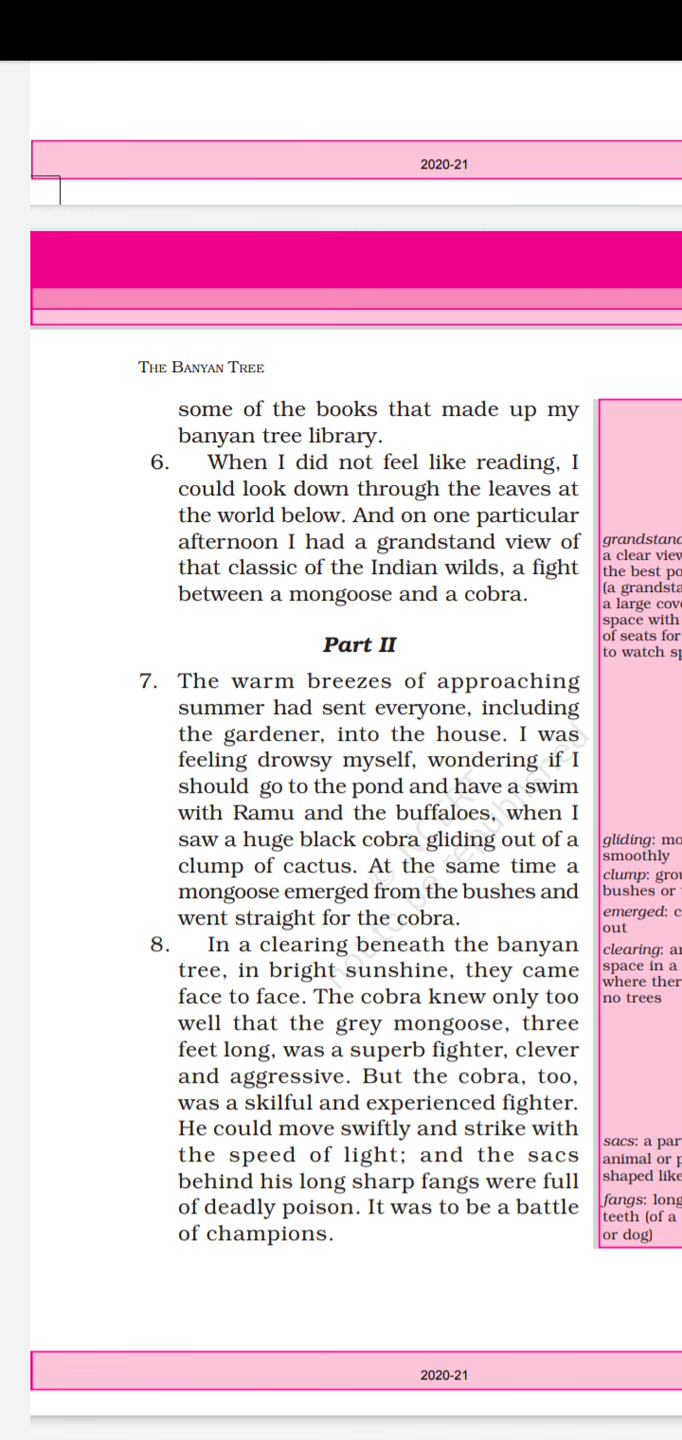 2020-21
THE BANYAN TREE
some of the books that made up my
banyan tree library.
6. When I did not feel like reading, I
could look down through the leaves at
the world below. And on one particular
afternoon I had a grandstand view of
that classic of the Indian wilds, a fight
between a mongoose and a cobra.
Part II
7. The warm breezes of approaching
summer had sent everyone, including
the gardener, into the house. I was
feeling drowsy myself, wondering if I
should go to the pond and have a swim
with Ramu and the buffaloes, when I
saw a huge black cobra gliding out of a
clump of cactus. At the same time a
mongoose emerged from the bushes and
went straight for the cobra.
8. In a clearing beneath the banyan
tree, in bright sunshine, they came
face to face. The cobra knew only too
well that the grey mongoose, three
feet long, was a superb fighter, clever
and aggressive. But the cobra, too,
was a skilful and experienced fighter.
He could move swiftly and strike with
the speed of light; and the sacs
behind his long sharp fangs were full
of deadly poison. It was to be a battle
of champions.
a clear
the best
(a
a large
space with
of seats for
to watch
gliding:
smoothly
clump:
bushes or
emerged:
out
clearing:
space in a
where
no trees
sacs: a
animal or
shaped like
fangs:
teeth (of a
or dog)
© NCERT
not to be republished
2020-21